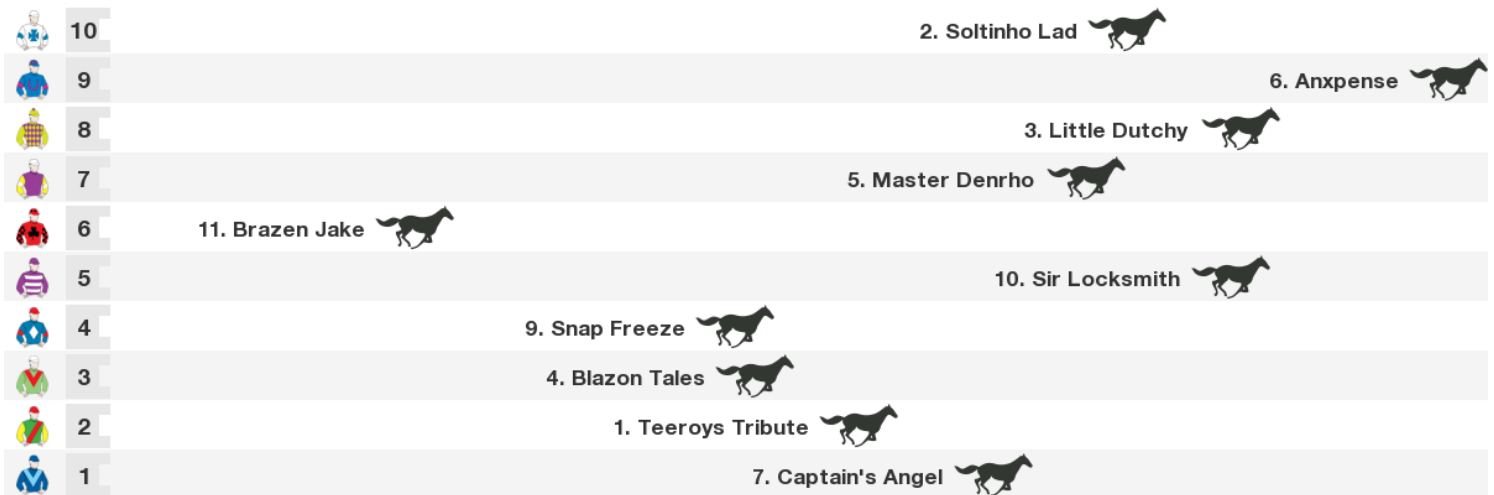 10 2. Soltinho Lad
9 6. Anxpense
8 3. Little Dutchy
7 5. Master Denrho
6 11. Brazen Jake
5 10. Sir Locksmith
4 9. Snap Freeze
3 4. Blazon Tales
2 1. Teeroys Tribute
1 7. Captain's Angel